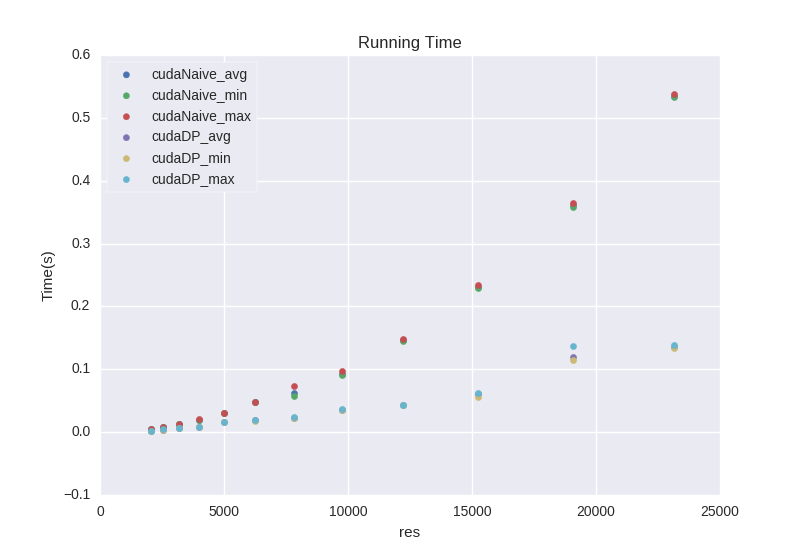 Running Time
0.6
0.5
0.4
0.3
0.2
0.1
0.0
−0.1
Time(s)
cudaNaive_avg
cudaNaive_min
cudaNaive_max
cudaDP_avg
cudaDP_min
cudaDP_max
0 5000 10000 15000 20000 25000
res